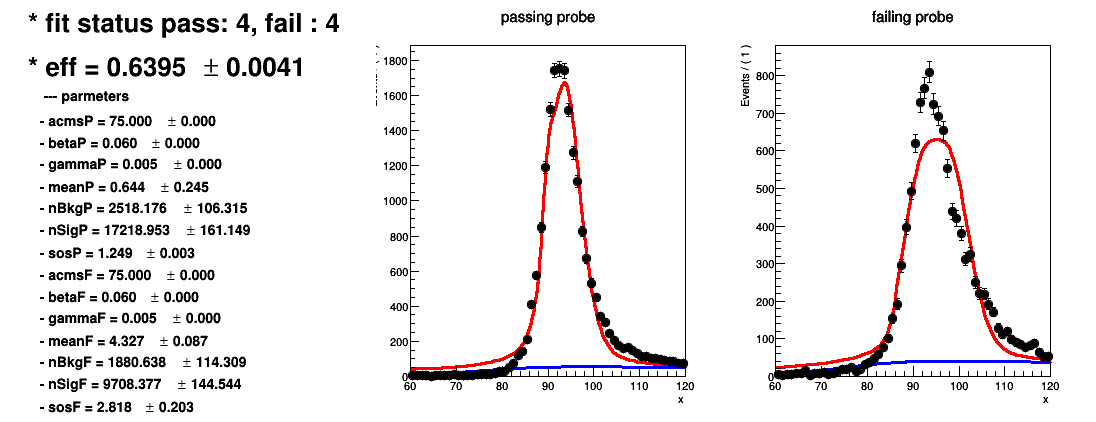 * fit status pass: 4, fail : 4
* eff = 0.6395 ± 0.0041
--- parmeters
- acmsP = 75.000 ± 0.000
- betaP = 0.060 ± 0.000
- gammaP = 0.005 ± 0.000
- meanP = 0.644 ± 0.245
- nBkgP = 2518.176 ± 106.315
- nSigP = 17218.953 ± 161.149
- sosP = 1.249 ± 0.003
- acmsF = 75.000 ± 0.000
- betaF = 0.060 ± 0.000
- gammaF = 0.005 ± 0.000
- meanF = 4.327 ± 0.087
- nBkgF = 1880.638 ± 114.309
- nSigF = 9708.377 ± 144.544
- sosF = 2.818 ± 0.203
passing probe
1800
1600
1400
1200
1000
800
600
400
200
0
60 70 80 90 100 110 120
x
failing probe
Events / ( 1 )
800
700
600
500
400
300
200
100
0
60 70 80 90 100 110 120
x